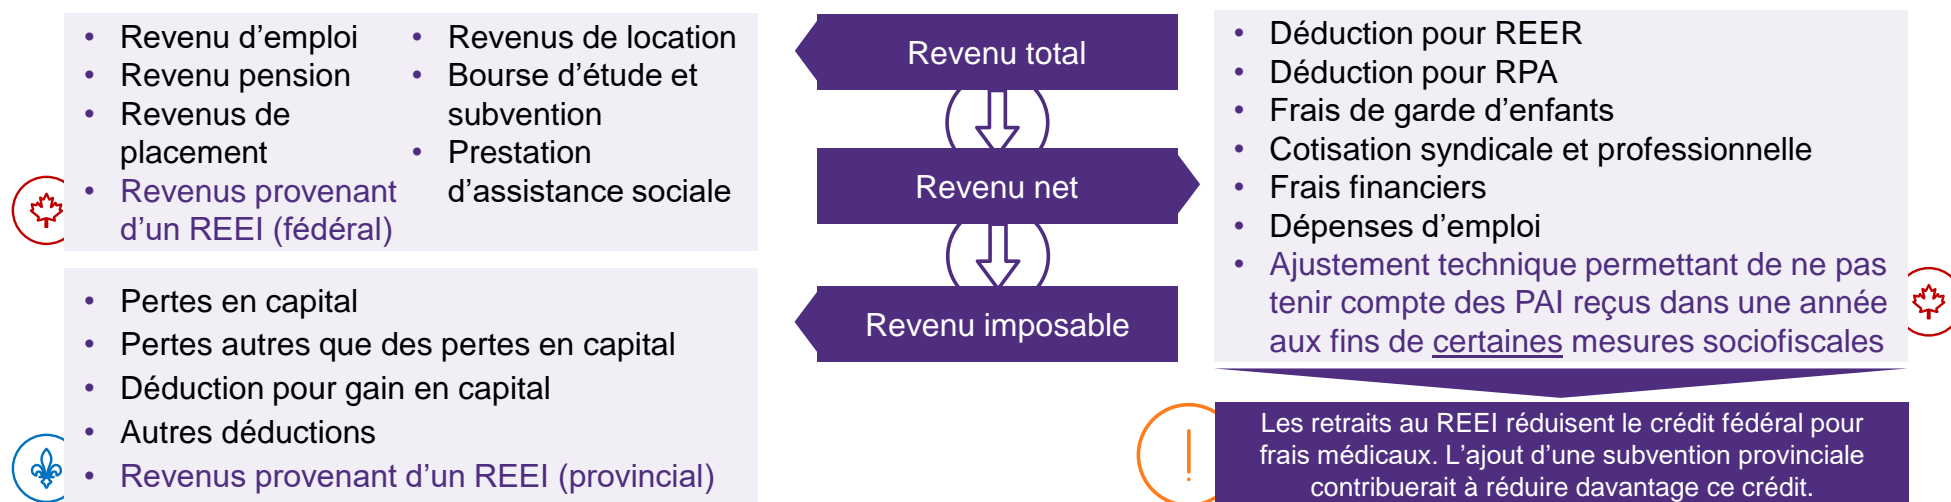 • Revenu d'emploi
• Revenu pension
• Revenus de
placement
• Revenus provenant
d'un REEI (fédéral)
• Revenus de location
• Bourse d'étude et
subvention
• Prestation
d'assistance sociale
• Pertes en capital
• Pertes autres que des pertes en capital
• Déduction pour gain en capital
• Autres déductions
• Revenus provenant d'un REEI (provincial)
Revenu total
Revenu net
Revenu imposable
• Déduction pour REER
• Déduction pour RPA
• Frais de garde d'enfants
• Cotisation syndicale et professionnelle
• Frais financiers
• Dépenses d'emploi
• Ajustement technique permettant de ne pas
tenir compte des PAI reçus dans une année
aux fins de certaines mesures sociofiscales
Les retraits au REEI réduisent le crédit fédéral pour
frais médicaux. L'ajout d'une subvention provinciale
contribuerait à réduire davantage ce crédit.